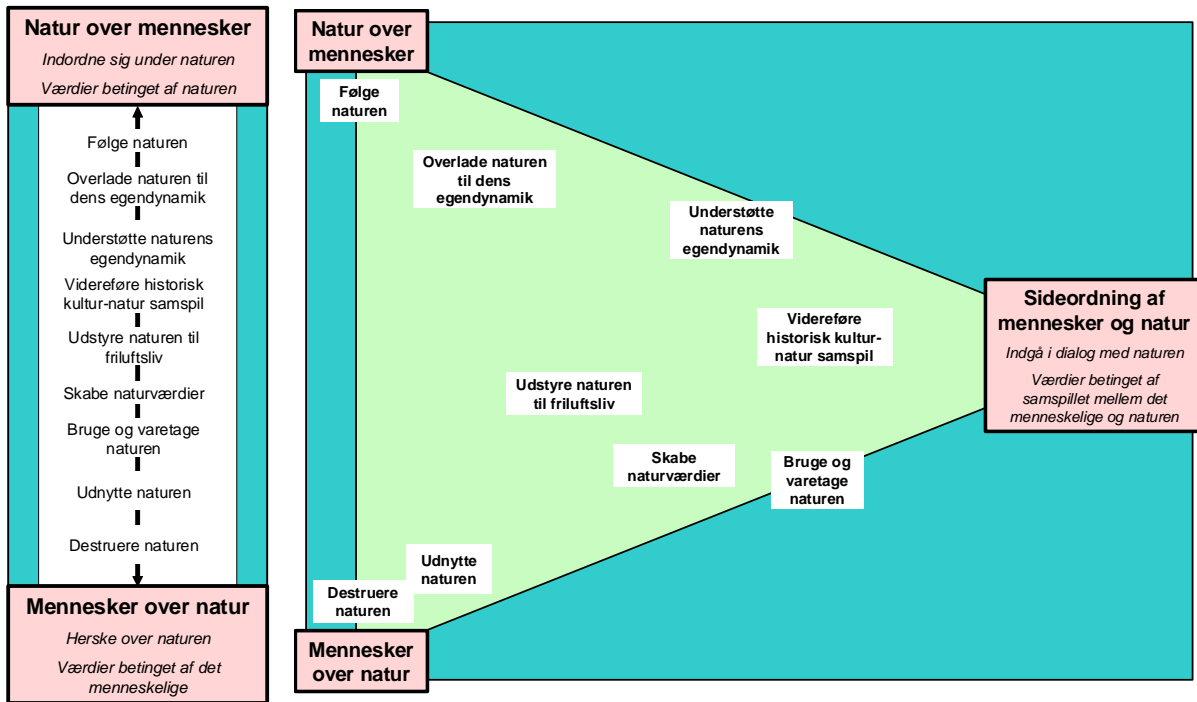 Natur over mennesker
Indordne sig under naturen
Værdier betinget af naturen
Følge naturen
Overlade naturen til
dens egendynamik
Understøtte naturens
egendynamik
Videreføre historisk
kultur-natur samspil
Udstyre naturen til
friluftsliv
Skabe naturværdier
Bruge og varetage
naturen
Udnytte naturen
Destruere naturen
Mennesker over natur
Herske over naturen
Værdier betinget af det
menneskelige
Natur over
mennesker
Følge
naturen
Overlade naturen
til dens
egendynamik
Understøtte
naturens
egendynamik
Sideordning af
mennesker og natur
Indgå i dialog med naturen
Værdier betinget af
samspillet mellem det
menneskelige og naturen
Videreføre
historisk kultur-
natur samspil
Udstyre naturen
til friluftsliv
Skabe
naturværdier
Bruge og
varetage
naturen
Udnytte
naturen
Destruere
naturen
Mennesker
over natur